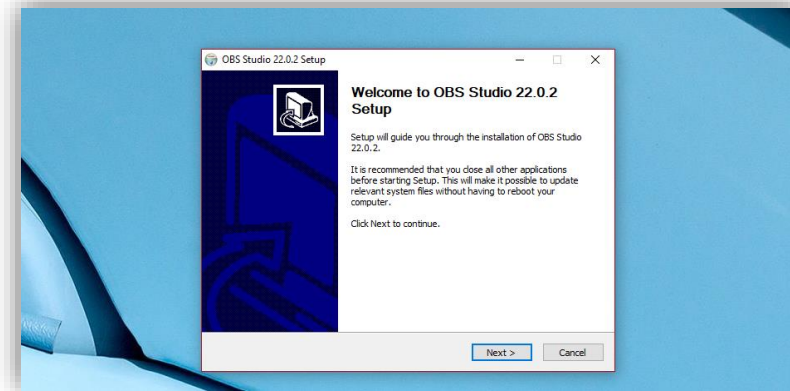 OBS Studio 22.0.2 Setup
Welcome to OBS Studio 22.0.2
Setup
Setup will guide you through the installation of OBS Studio
22.0.2.
It is recommended that you close all other applications
before starting Setup. This will make it possible to update
relevant system files without having to reboot your
computer.
Click Next to continue.
Next >
Cancel